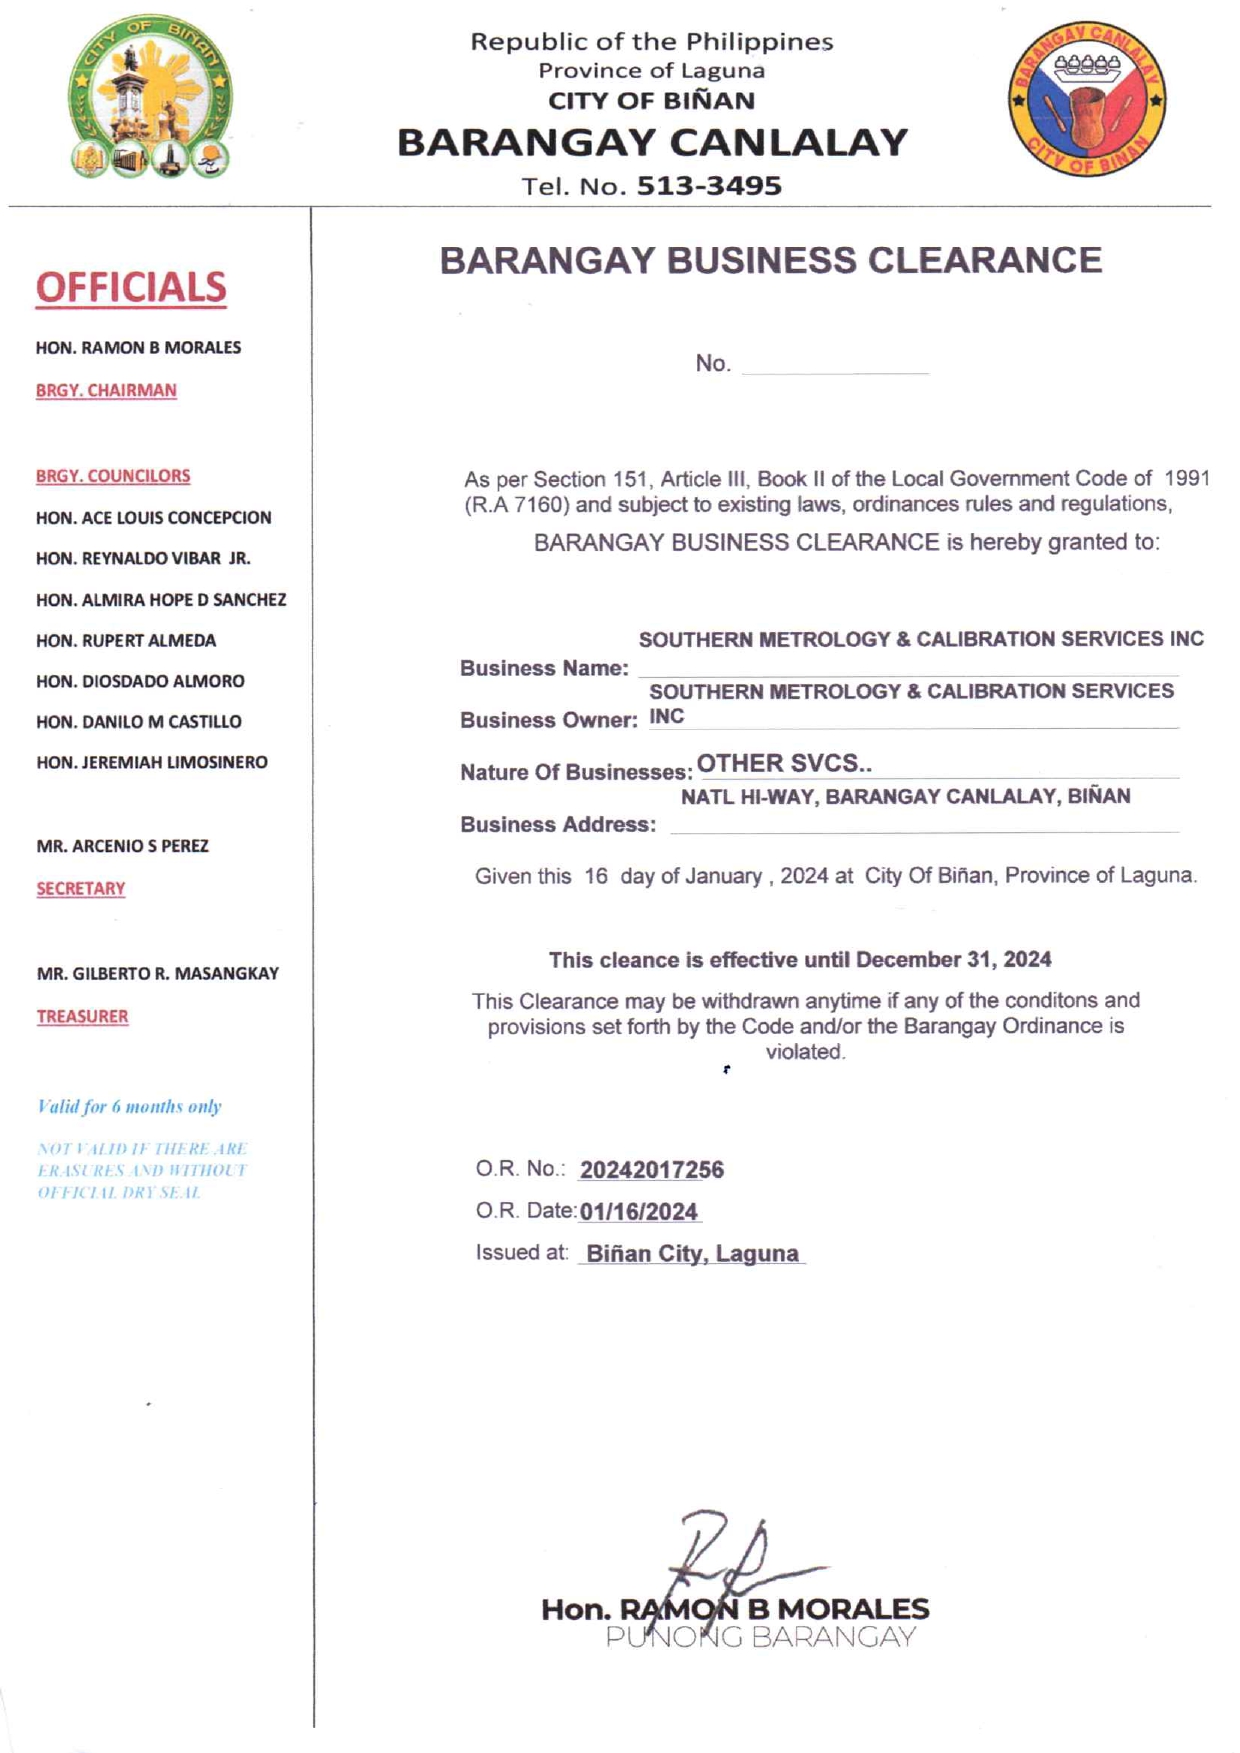 CITY OF BIÑAN
Republic of the Philippines
Province of Laguna
CITY OF BIÑAN
BARANGAY CANLALAY
Tel. No. 513-3495
BARANGAY CANLALAY
CITY OF BIÑAN
OFFICIALS
HON. RAMON B MORALES
BRGY. CHAIRMAN
BRGY. COUNCILORS
HON. ACE LOUIS CONCEPCION
HON. REYNALDO VIBAR JR.
HON. ALMIRA HOPE D SANCHEZ
HON. RUPERT ALMEDA
HON. DIOSDADO ALMORO
HON. DANILO M CASTILLO
HON. JEREMIAH LIMOSINERO
MR. ARCENIO S PEREZ
SECRETARY
MR. GILBERTO R. MASANGKAY
TREASURER
Valid for 6 months only
NOT VALID IF THERE ARE
ERASURES AND WITHOUT
OFFICIAL DRY SEAL
BARANGAY BUSINESS CLEARANCE
No.
As per Section 151, Article III, Book II of the Local Government Code of 1991
(R.A 7160) and subject to existing laws, ordinances rules and regulations,
BARANGAY BUSINESS CLEARANCE is hereby granted to:
SOUTHERN METROLOGY & CALIBRATION SERVICES INC
Business Name:
SOUTHERN METROLOGY & CALIBRATION SERVICES
Business Owner: INC
Nature Of Businesses: OTHER SVCS..
NATL HI-WAY, BARANGAY CANLALAY, BIÑAN
Business Address:
Given this 16 day of January , 2024 at City Of Biñan, Province of Laguna.
This cleance is effective until December 31, 2024
This Clearance may be withdrawn anytime if any of the conditons and
provisions set forth by the Code and/or the Barangay Ordinance is
violated.
O.R. No.: 20242017256
O.R. Date: 01/16/2024
Issued at: Biñan City, Laguna
Hon. RAMON B MORALES
PUNONG BARANGAY